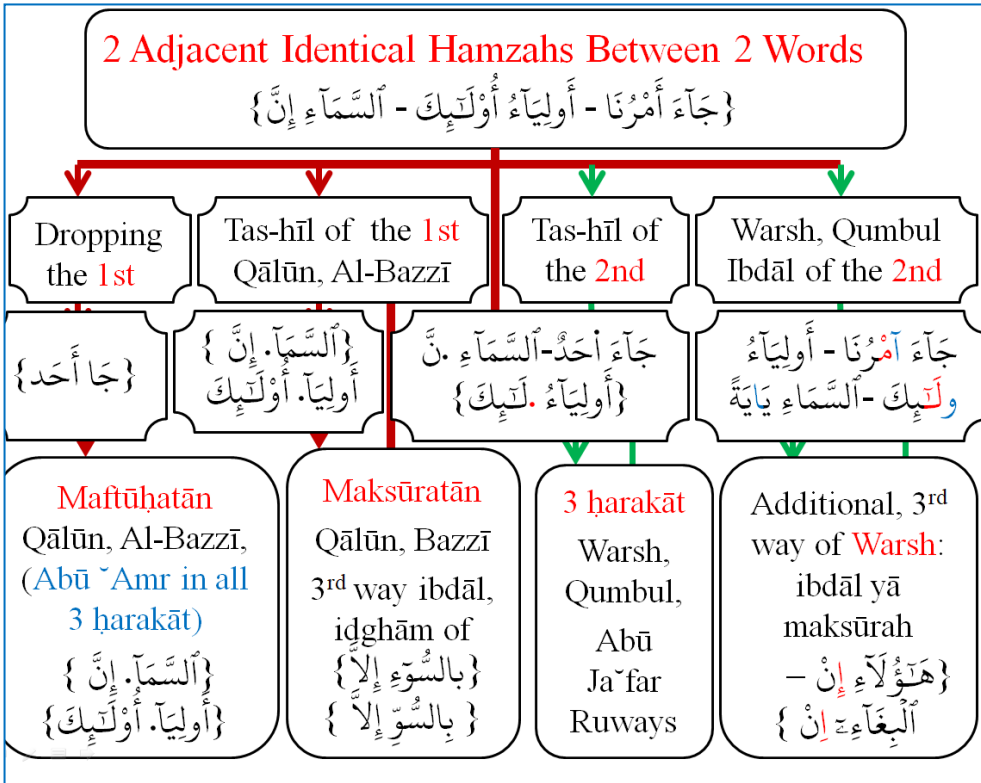 2 Adjacent Identical Hamzahs Between 2 Words
{جَآءَ أَمْرُنَا - أَولِيَآءُ أُوْلَـٰٓئِكَ - ٱلسَّمَآءِ إِنَّ}
Dropping
the 1st
Tas-hīl of the 1st
Qālūn, Al-Bazzī
Tas-hīl of
the 2nd
Warsh, Qumbul
Ibdāl of the 2nd
{جَا أَحَد}
{ٱلسَّمَآ. إِنَّ}
أَولِيَآ. أُوْلَـٰٓئِكَ
جَآءَ اَ۬حَدٌ-ٱلسَّمَآءِ .نَّ
{أَولِيَآءُ .لَـٰٓئِكَ}
جَآءَ آمْرُنَا - أَولِيَآءُ
ولَـٰٓئِكَ -ٱلسَّمَاءِ يَايَةً
Maftūḥatān
Qālūn, Al-Bazzī,
(Abū ˇAmr in all
3 ḥarakāt)
{ٱلسَّمَآ. إِنَّ}
{أَولِيَآ. أُوْلَـٰٓئِكَ}
Maksūratān
Qālūn, Bazzī
3rd way ibdāl,
idghām of
{بالسُّوٓءِ إِلاَّ}
{بِالسُّوِّ إِلاَّ}
3 ḥarakāt
Warsh,
Qumbul,
Abū
Jaˇfar
Ruways
Additional, 3rd
way of Warsh:
ibdāl yā
maksūrah
{هَـٰٓؤُلَآءِ إِنْ –
ٱلْبِغَآءِےٓ اِنْ}